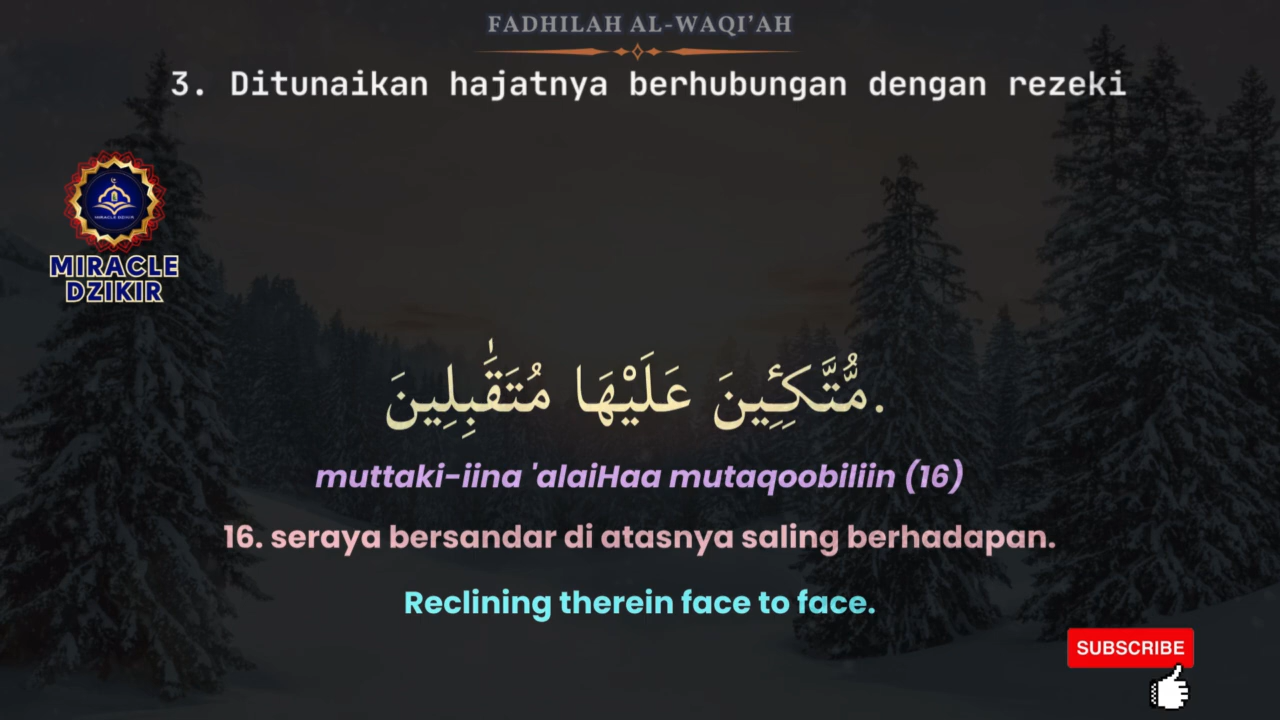 FADHILAH AL-WAQI'AH
3. Ditunaikan hajatnya berhubungan dengan rezeki
MIRACLE
DZIKIR
مُّتَّكِـِٔينَ عَلَيْهَا مُتَقَٰبِلِينَ.
muttaki-iina 'alaiHaa mutaqoobiliin (16)
16. seraya bersandar di atasnya saling berhadapan.
Reclining therein face to face.
SUBSCRIBE